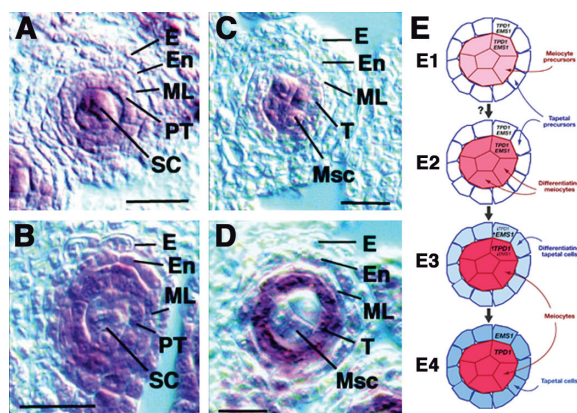 A
E
En
ML
PT
SC
C
E
En
ML
T
Msc
B
E
En
ML
PT
SC
D
E
En
ML
T
Msc
E
E1
TPD1
EMS1
TPD1
EMS1
Meiocyte
precursors
Tapetal
precursors
?
E2
TPD1
EMS1
TPD1
EMS1
Differentiating
meiocytes
E3
↑EMS1
↑TPD1
Differentiating
tapetal cells
Meiocytes
E4
EMS1
TPD1
Tapetal cells